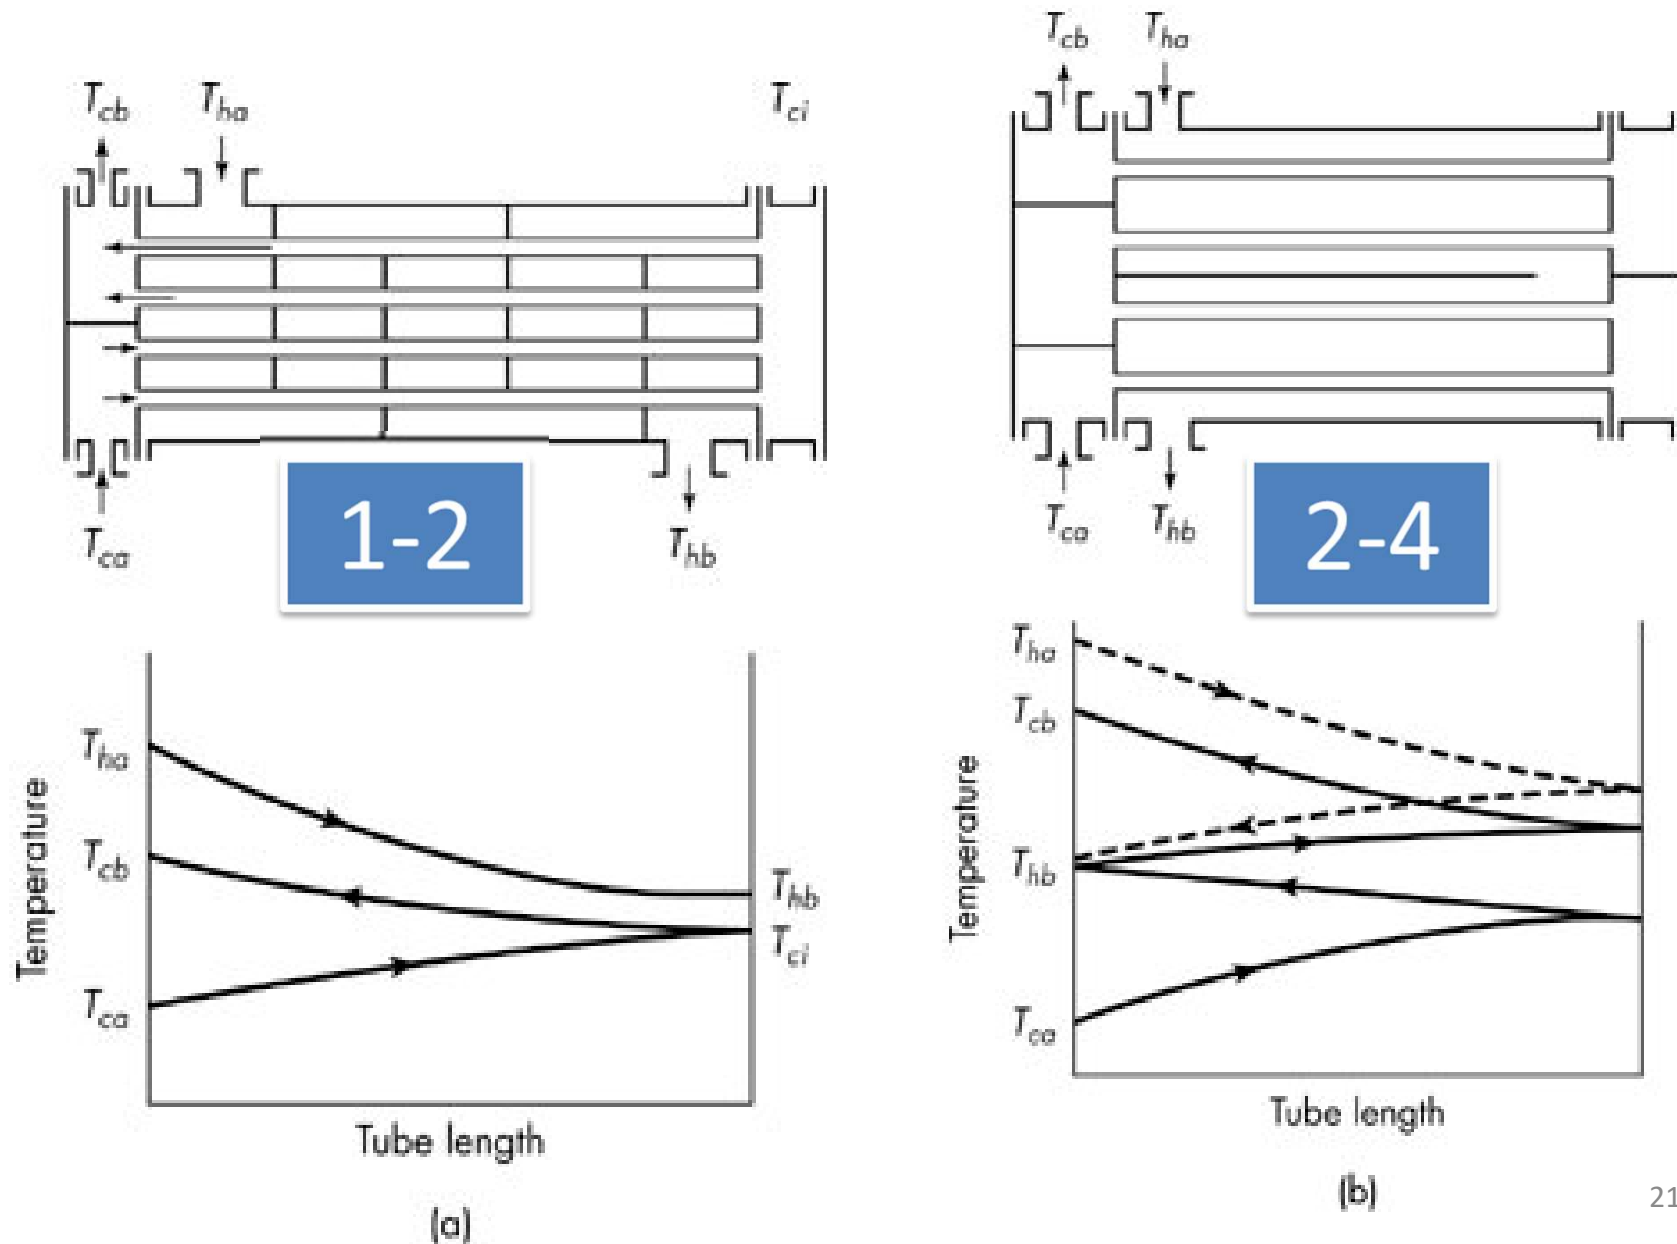 T_cb T_ha T_ci
T_ca T_hb
1-2
T_ha
T_cb
T_ca
T_hb
T_ci
Temperature
Tube length
(a)
T_cb T_ha
T_ca T_hb
2-4
T_ha
T_cb
T_hb
T_ca
Temperature
Tube length
(b)
21